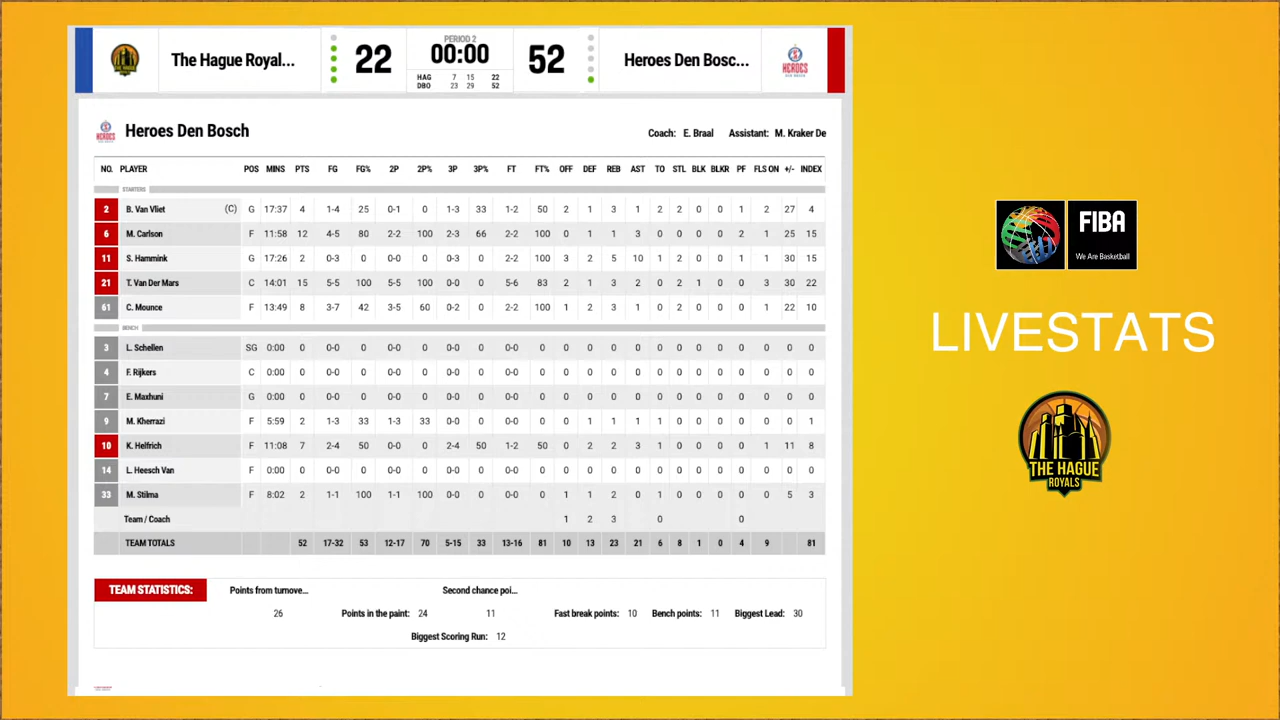 The Hague Royal...
22
PERIOD 2
00:00
HAG 7 15 22
DBO 23 29 52
52
Heroes Den Bosc...
HEROES
DEN BOSCH
HEROES
Heroes Den Bosch
Coach: E. Braal Assistant: M. Kraker De
NO. PLAYER POS MINS PTS FG FG% 2P 2P% 3P 3P% FT FT% OFF DEF REB AST TO STL BLK BLKR PF FLS ON +/- INDEX
STARTERS
2 B. Van Vliet (C) G 17:37 4 1-4 25 0-1 0 1-3 33 1-2 50 2 1 3 1 2 2 0 0 1 2 27 4
6 M. Carlson F 11:58 12 4-5 80 2-2 100 2-3 66 2-2 100 0 1 1 3 0 0 0 0 2 1 25 15
11 S. Hammink G 17:26 2 0-3 0 0-0 0 0-3 0 2-2 100 3 2 5 10 1 2 0 0 1 1 30 15
21 T. Van Der Mars C 14:01 15 5-5 100 5-5 100 0-0 0 5-6 83 2 1 3 2 0 2 1 0 0 3 30 22
61 C. Mounce F 13:49 8 3-7 42 3-5 60 0-2 0 2-2 100 1 2 3 1 0 2 0 0 0 1 22 10
BENCH
3 L. Schellen SG 0:00 0 0-0 0 0-0 0 0-0 0 0-0 0 0 0 0 0 0 0 0 0 0 0 0 0
4 F. Rijkers C 0:00 0 0-0 0 0-0 0 0-0 0 0-0 0 0 0 0 0 0 0 0 0 0 0 0 0
7 E. Maxhuni G 0:00 0 0-0 0 0-0 0 0-0 0 0-0 0 0 0 0 0 0 0 0 0 0 0 0 0
9 M. Kherrazi F 5:59 2 1-3 33 1-3 33 0-0 0 0-0 0 0 1 1 1 1 0 0 0 0 0 0 1
10 K. Helfrich F 11:08 7 2-4 50 0-0 0 2-4 50 1-2 50 0 2 2 3 1 0 0 0 0 1 11 8
14 L. Heesch Van F 0:00 0 0-0 0 0-0 0 0-0 0 0-0 0 0 0 0 0 0 0 0 0 0 0 0 0
33 M. Stilma F 8:02 2 1-1 100 1-1 100 0-0 0 0-0 0 1 1 2 0 1 0 0 0 0 0 5 3
Team / Coach 1 2 3 0 0
TEAM TOTALS 52 17-32 53 12-17 70 5-15 33 13-16 81 10 13 23 21 6 8 1 0 4 9 81
TEAM STATISTICS: Points from turnove... Second chance poi...
26 Points in the paint: 24 11 Fast break points: 10 Bench points: 11 Biggest Lead: 30
Biggest Scoring Run: 12
FIBA
We Are Basketball
LIVESTATS
THE HAGUE
ROYALS